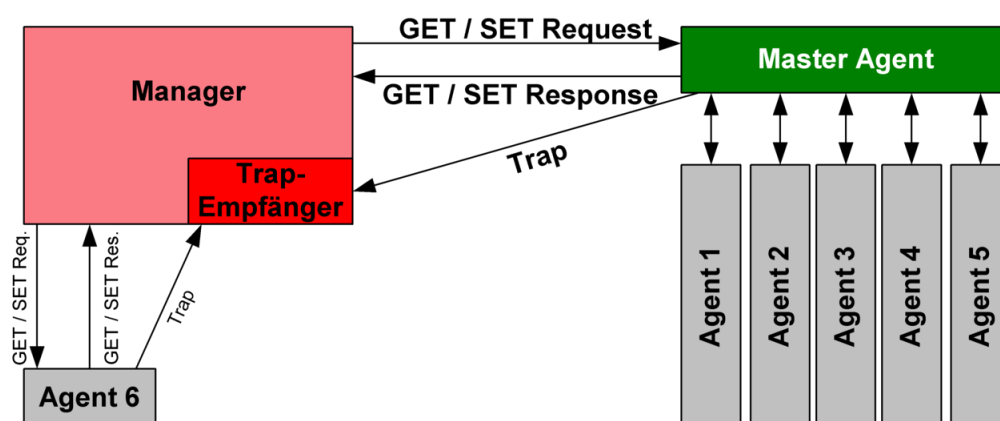 GET / SET Request
Manager
Master Agent
GET / SET Response
Trap
Trap-
Empfänger
GET / SET Req.
GET / SET Res.
Trap
Agent 1
Agent 2
Agent 3
Agent 4
Agent 5
Agent 6